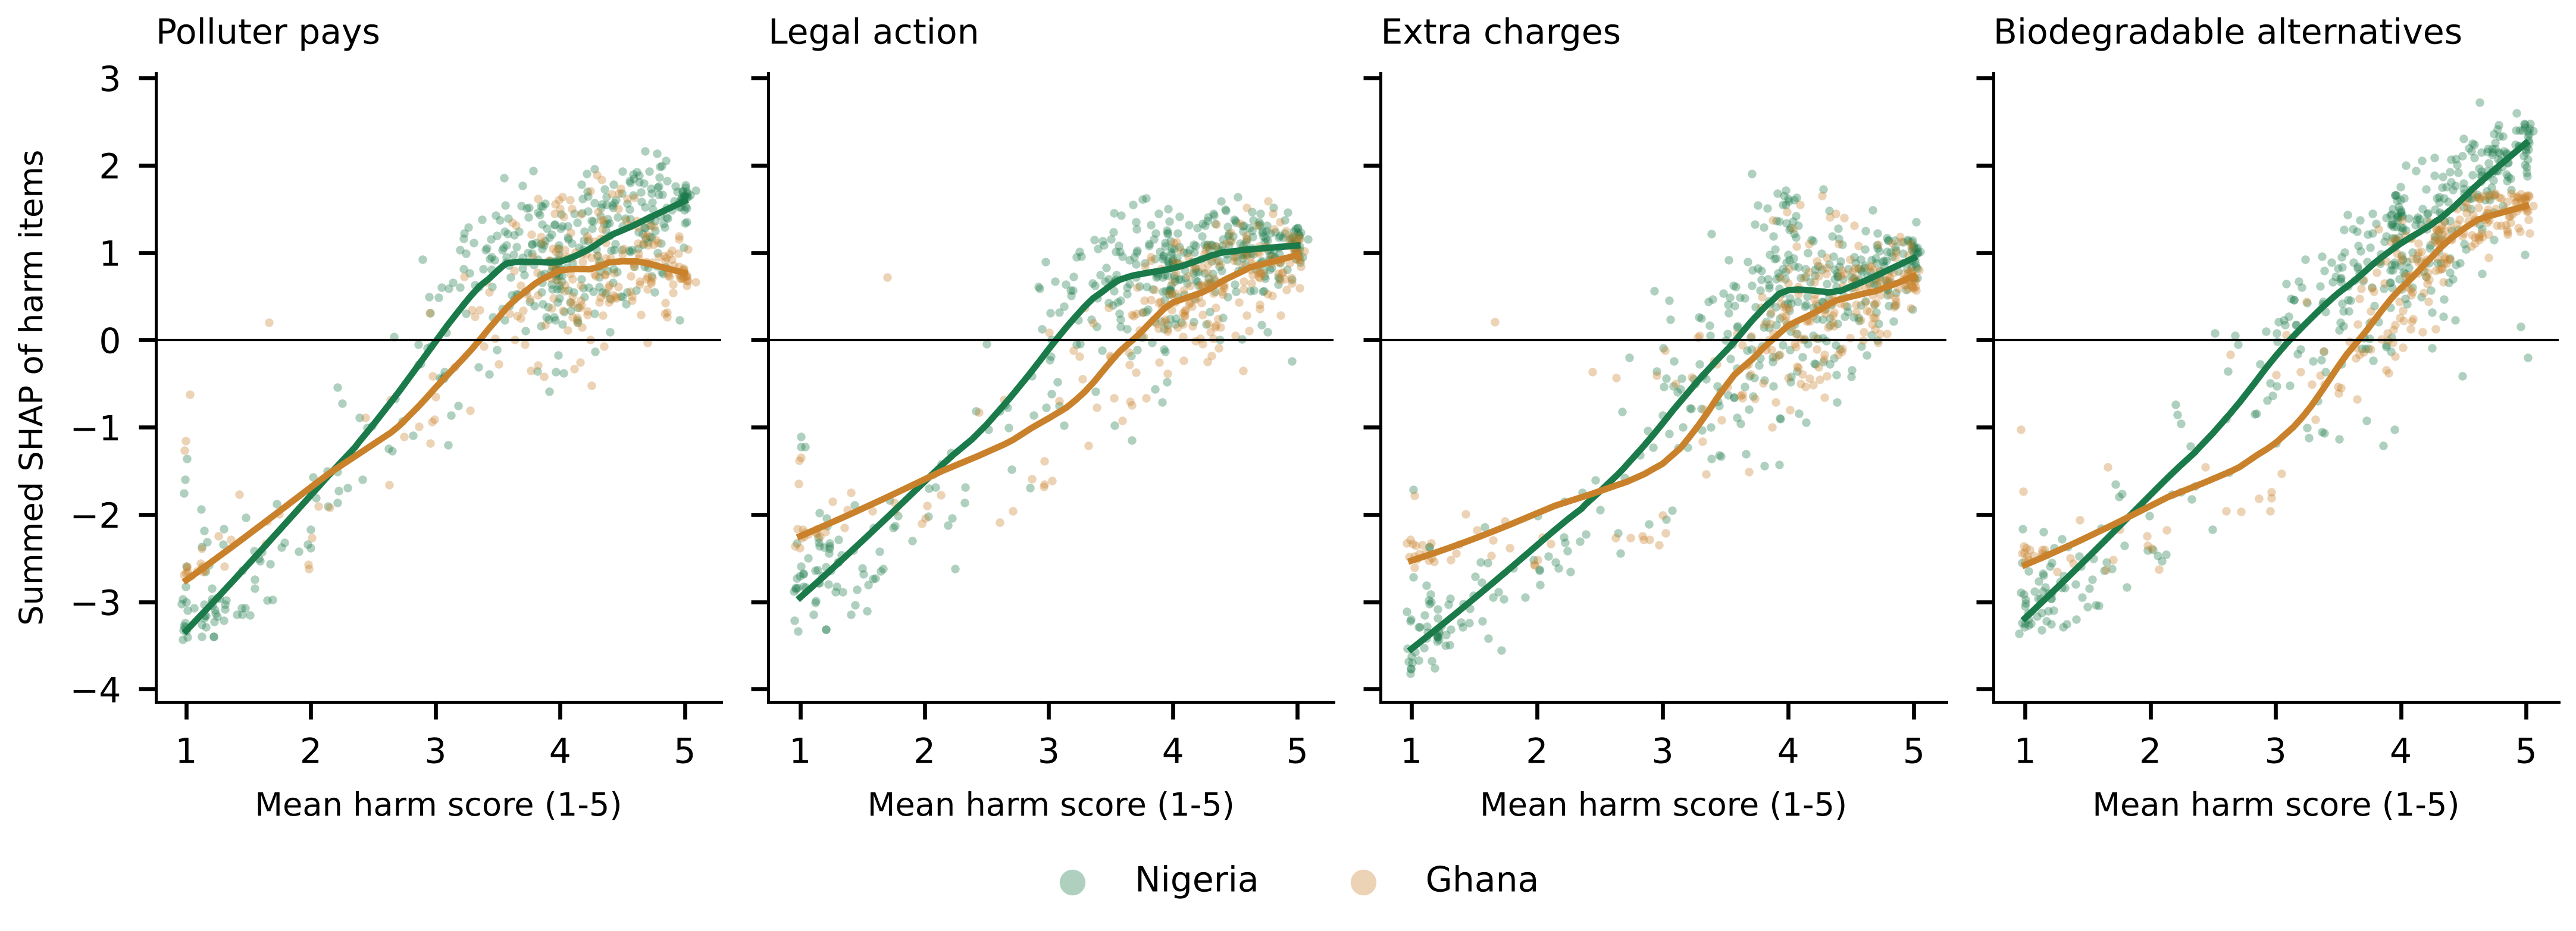 Polluter pays
Legal action
Extra charges
Biodegradable alternatives
Summed SHAP of harm items
3
2
1
0
−1
−2
−3
−4
1 2 3 4 5
1 2 3 4 5
1 2 3 4 5
1 2 3 4 5
Mean harm score (1-5)
Mean harm score (1-5)
Mean harm score (1-5)
Mean harm score (1-5)
Nigeria
Ghana